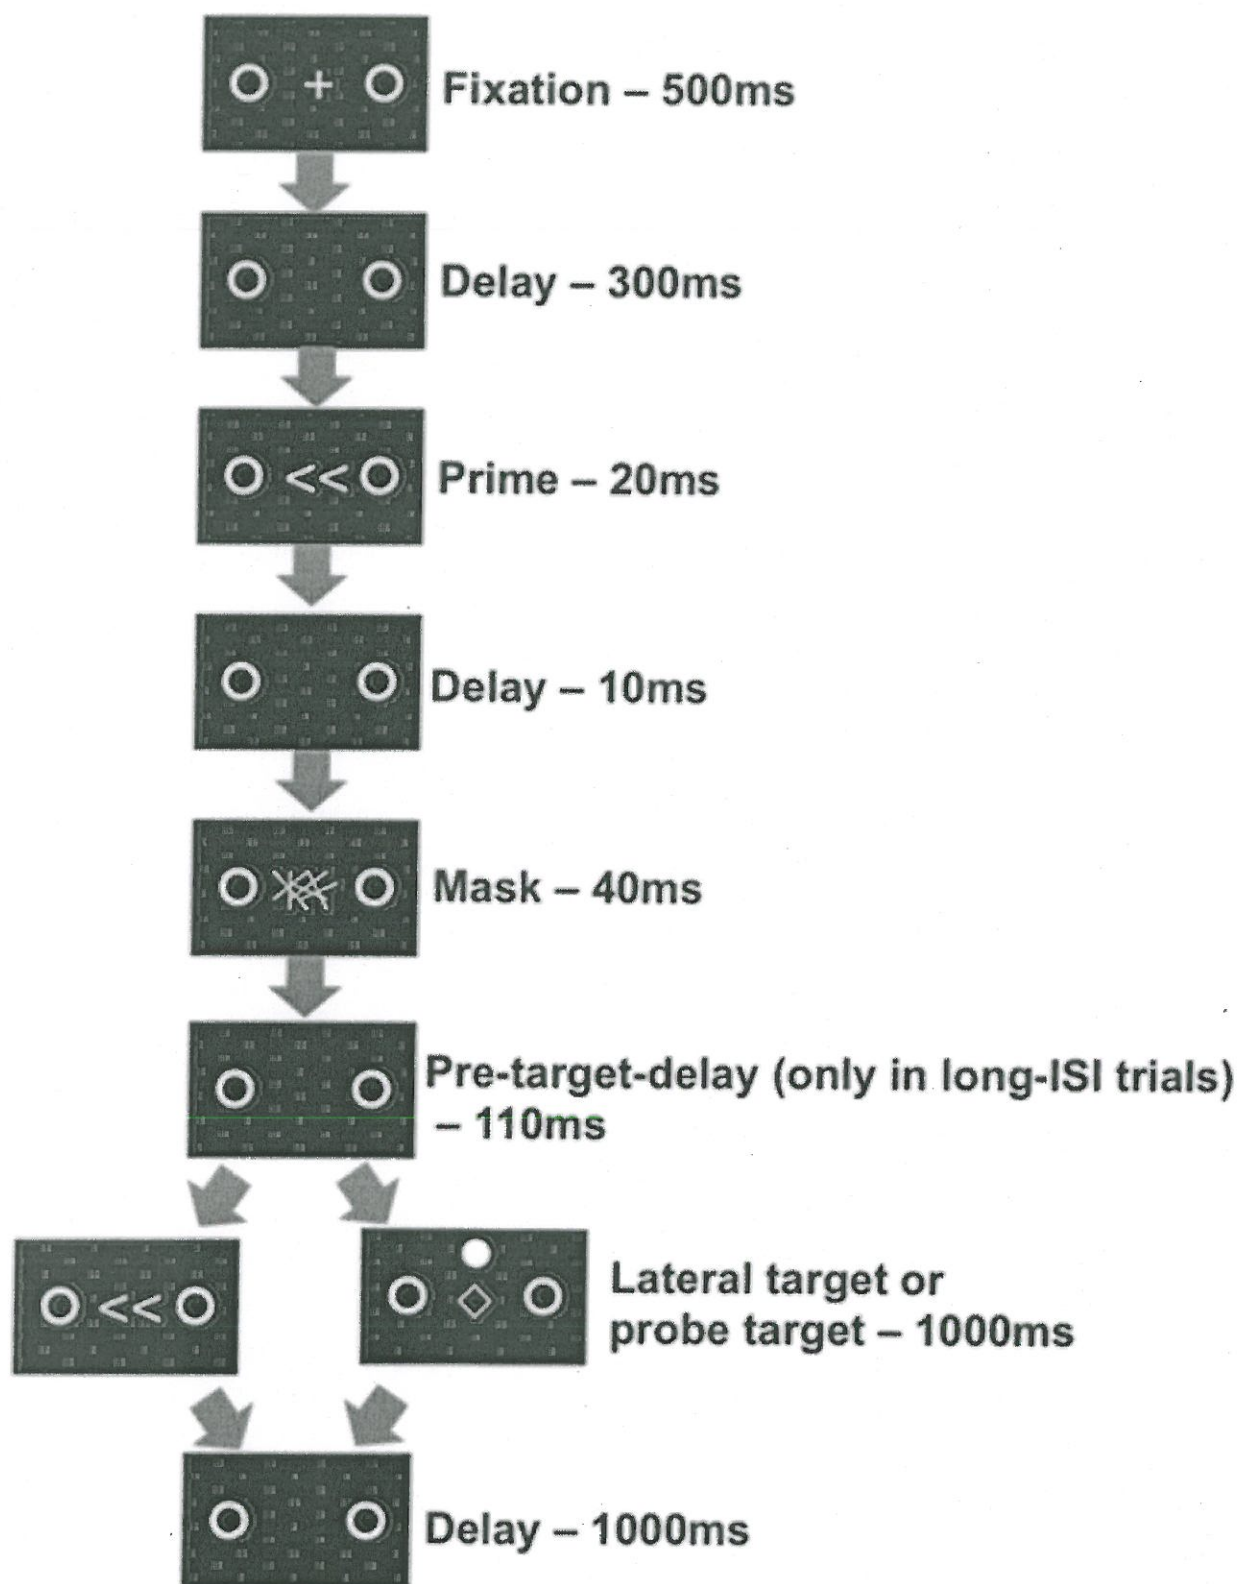 Fixation – 500ms
Delay – 300ms
<< Prime – 20ms
Delay – 10ms
Mask – 40ms
Pre-target-delay (only in long-ISI trials)
– 110ms
<<
Lateral target or
probe target – 1000ms
Delay – 1000ms